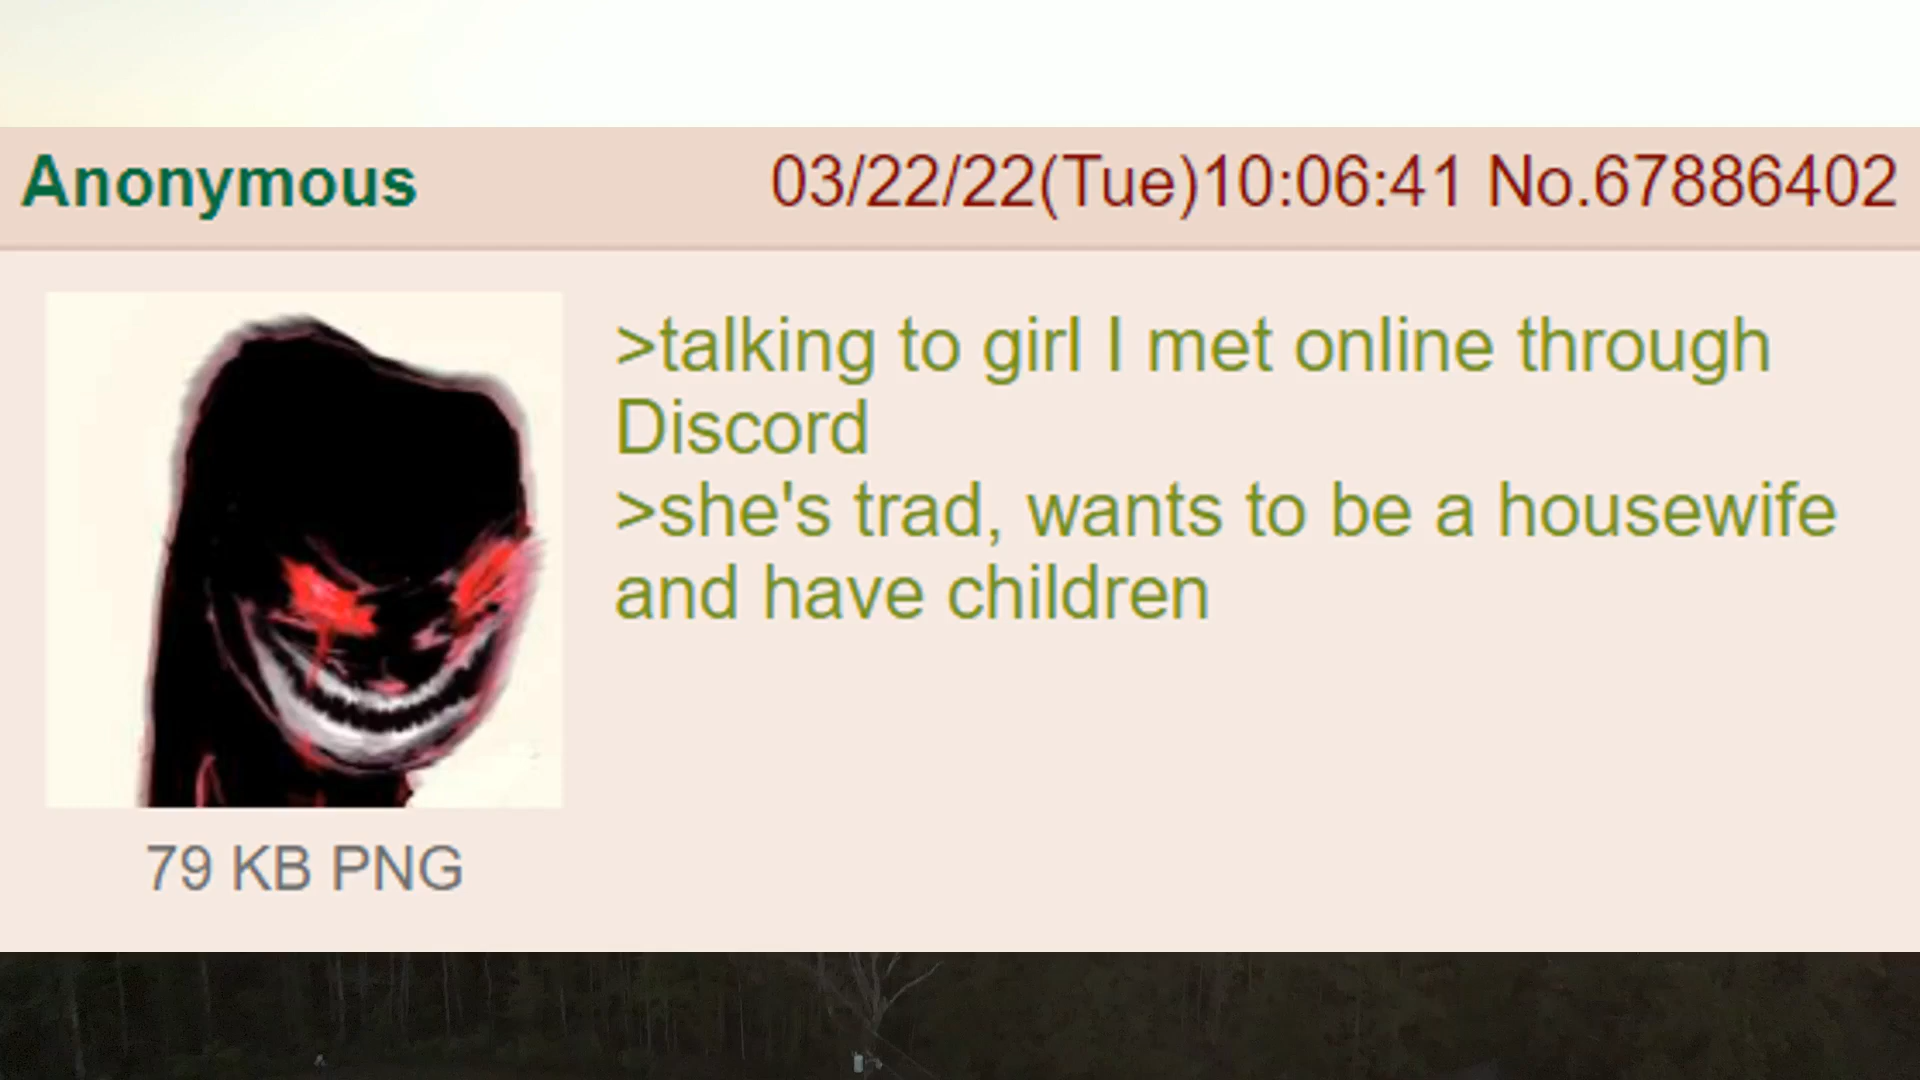 Anonymous 03/22/22(Tue)10:06:41 No.67886402
>talking to girl I met online through
Discord
>she's trad, wants to be a housewife
and have children
79 KB PNG